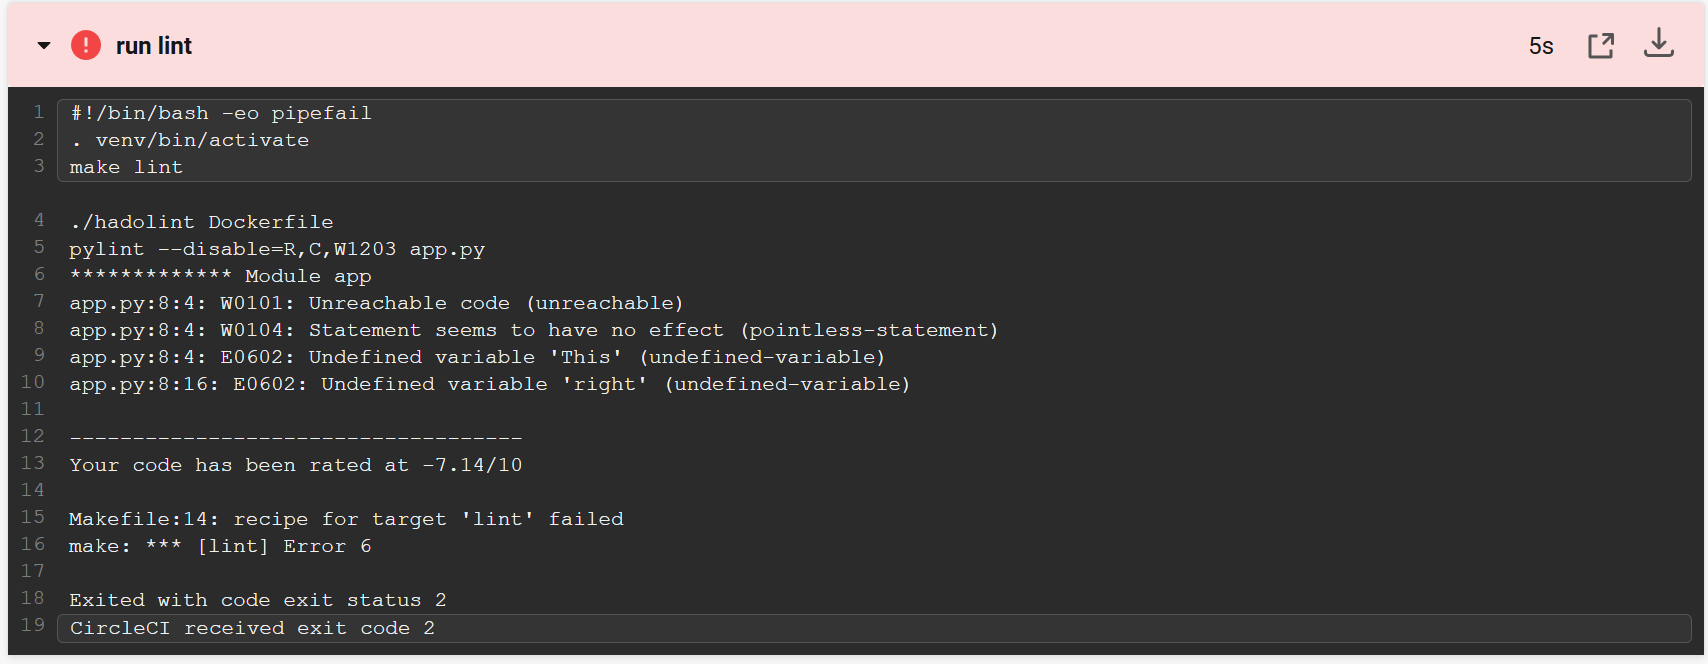 run lint
5s
1 #!/bin/bash -eo pipefail
2 . venv/bin/activate
3 make lint
4 ./hadolint Dockerfile
5 pylint --disable=R,C,W1203 app.py
6 ************* Module app
7 app.py:8:4: W0101: Unreachable code (unreachable)
8 app.py:8:4: W0104: Statement seems to have no effect (pointless-statement)
9 app.py:8:4: E0602: Undefined variable 'This' (undefined-variable)
10 app.py:8:16: E0602: Undefined variable 'right' (undefined-variable)
11
12 ------------------------------------
13 Your code has been rated at -7.14/10
14
15 Makefile:14: recipe for target 'lint' failed
16 make: *** [lint] Error 6
17
18 Exited with code exit status 2
19 CircleCI received exit code 2